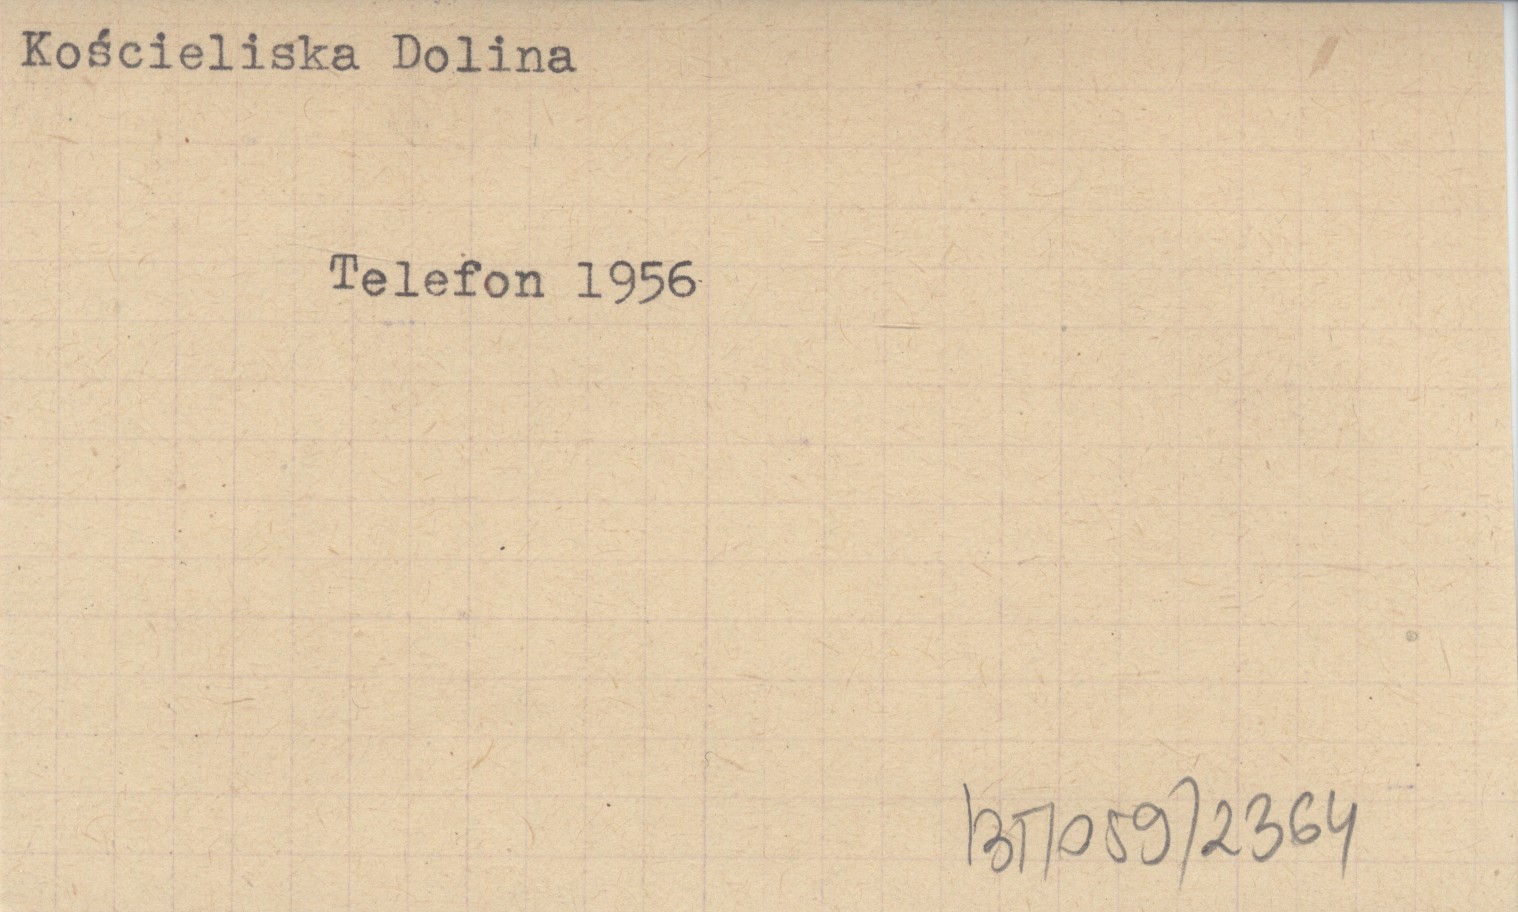 Kościeliska Dolina
Telefon 1956
BT/059/2364